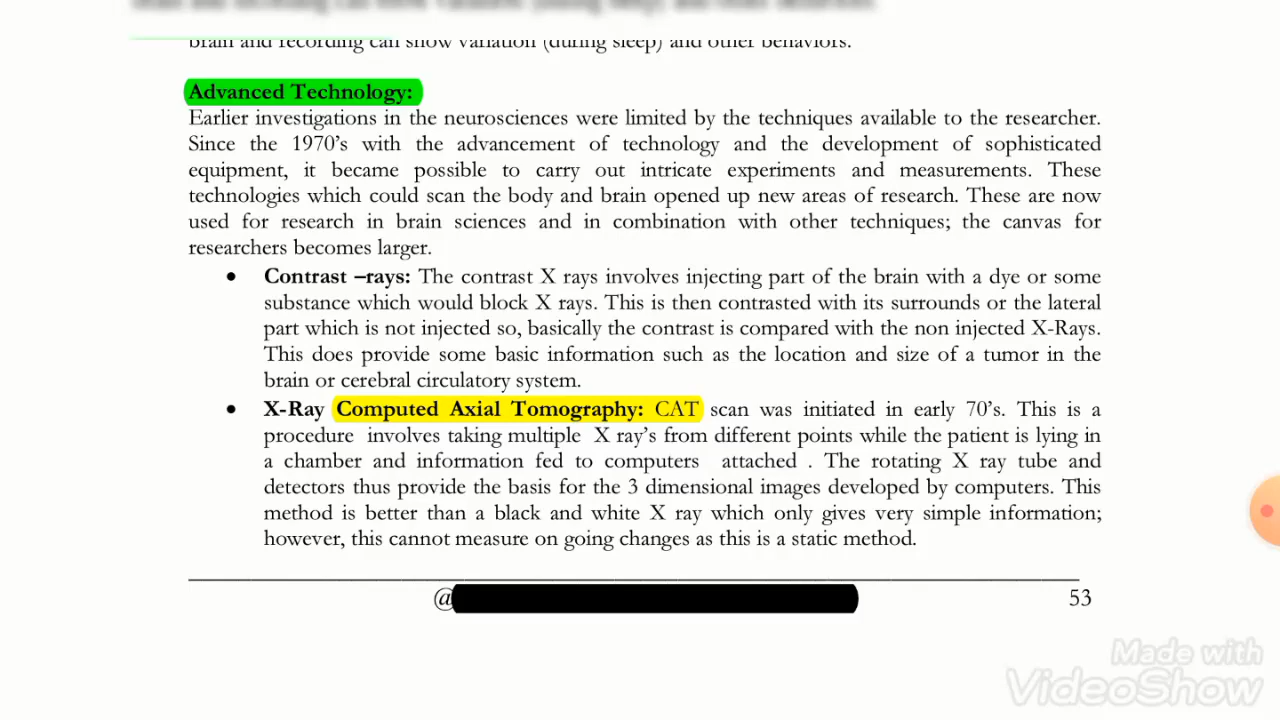 brain and recording can show variation (during sleep) and other behaviors.
Advanced Technology:
Earlier investigations in the neurosciences were limited by the techniques available to the researcher.
Since the 1970's with the advancement of technology and the development of sophisticated
equipment, it became possible to carry out intricate experiments and measurements. These
technologies which could scan the body and brain opened up new areas of research. These are now
used for research in brain sciences and in combination with other techniques; the canvas for
researchers becomes larger.
• Contrast –rays: The contrast X rays involves injecting part of the brain with a dye or some
substance which would block X rays. This is then contrasted with its surrounds or the lateral
part which is not injected so, basically the contrast is compared with the non injected X-Rays.
This does provide some basic information such as the location and size of a tumor in the
brain or cerebral circulatory system.
• X-Ray Computed Axial Tomography: CAT scan was initiated in early 70's. This is a
procedure involves taking multiple X ray's from different points while the patient is lying in
a chamber and information fed to computers attached . The rotating X ray tube and
detectors thus provide the basis for the 3 dimensional images developed by computers. This
method is better than a black and white X ray which only gives very simple information;
however, this cannot measure on going changes as this is a static method.
@ 53
Made with
VideoShow